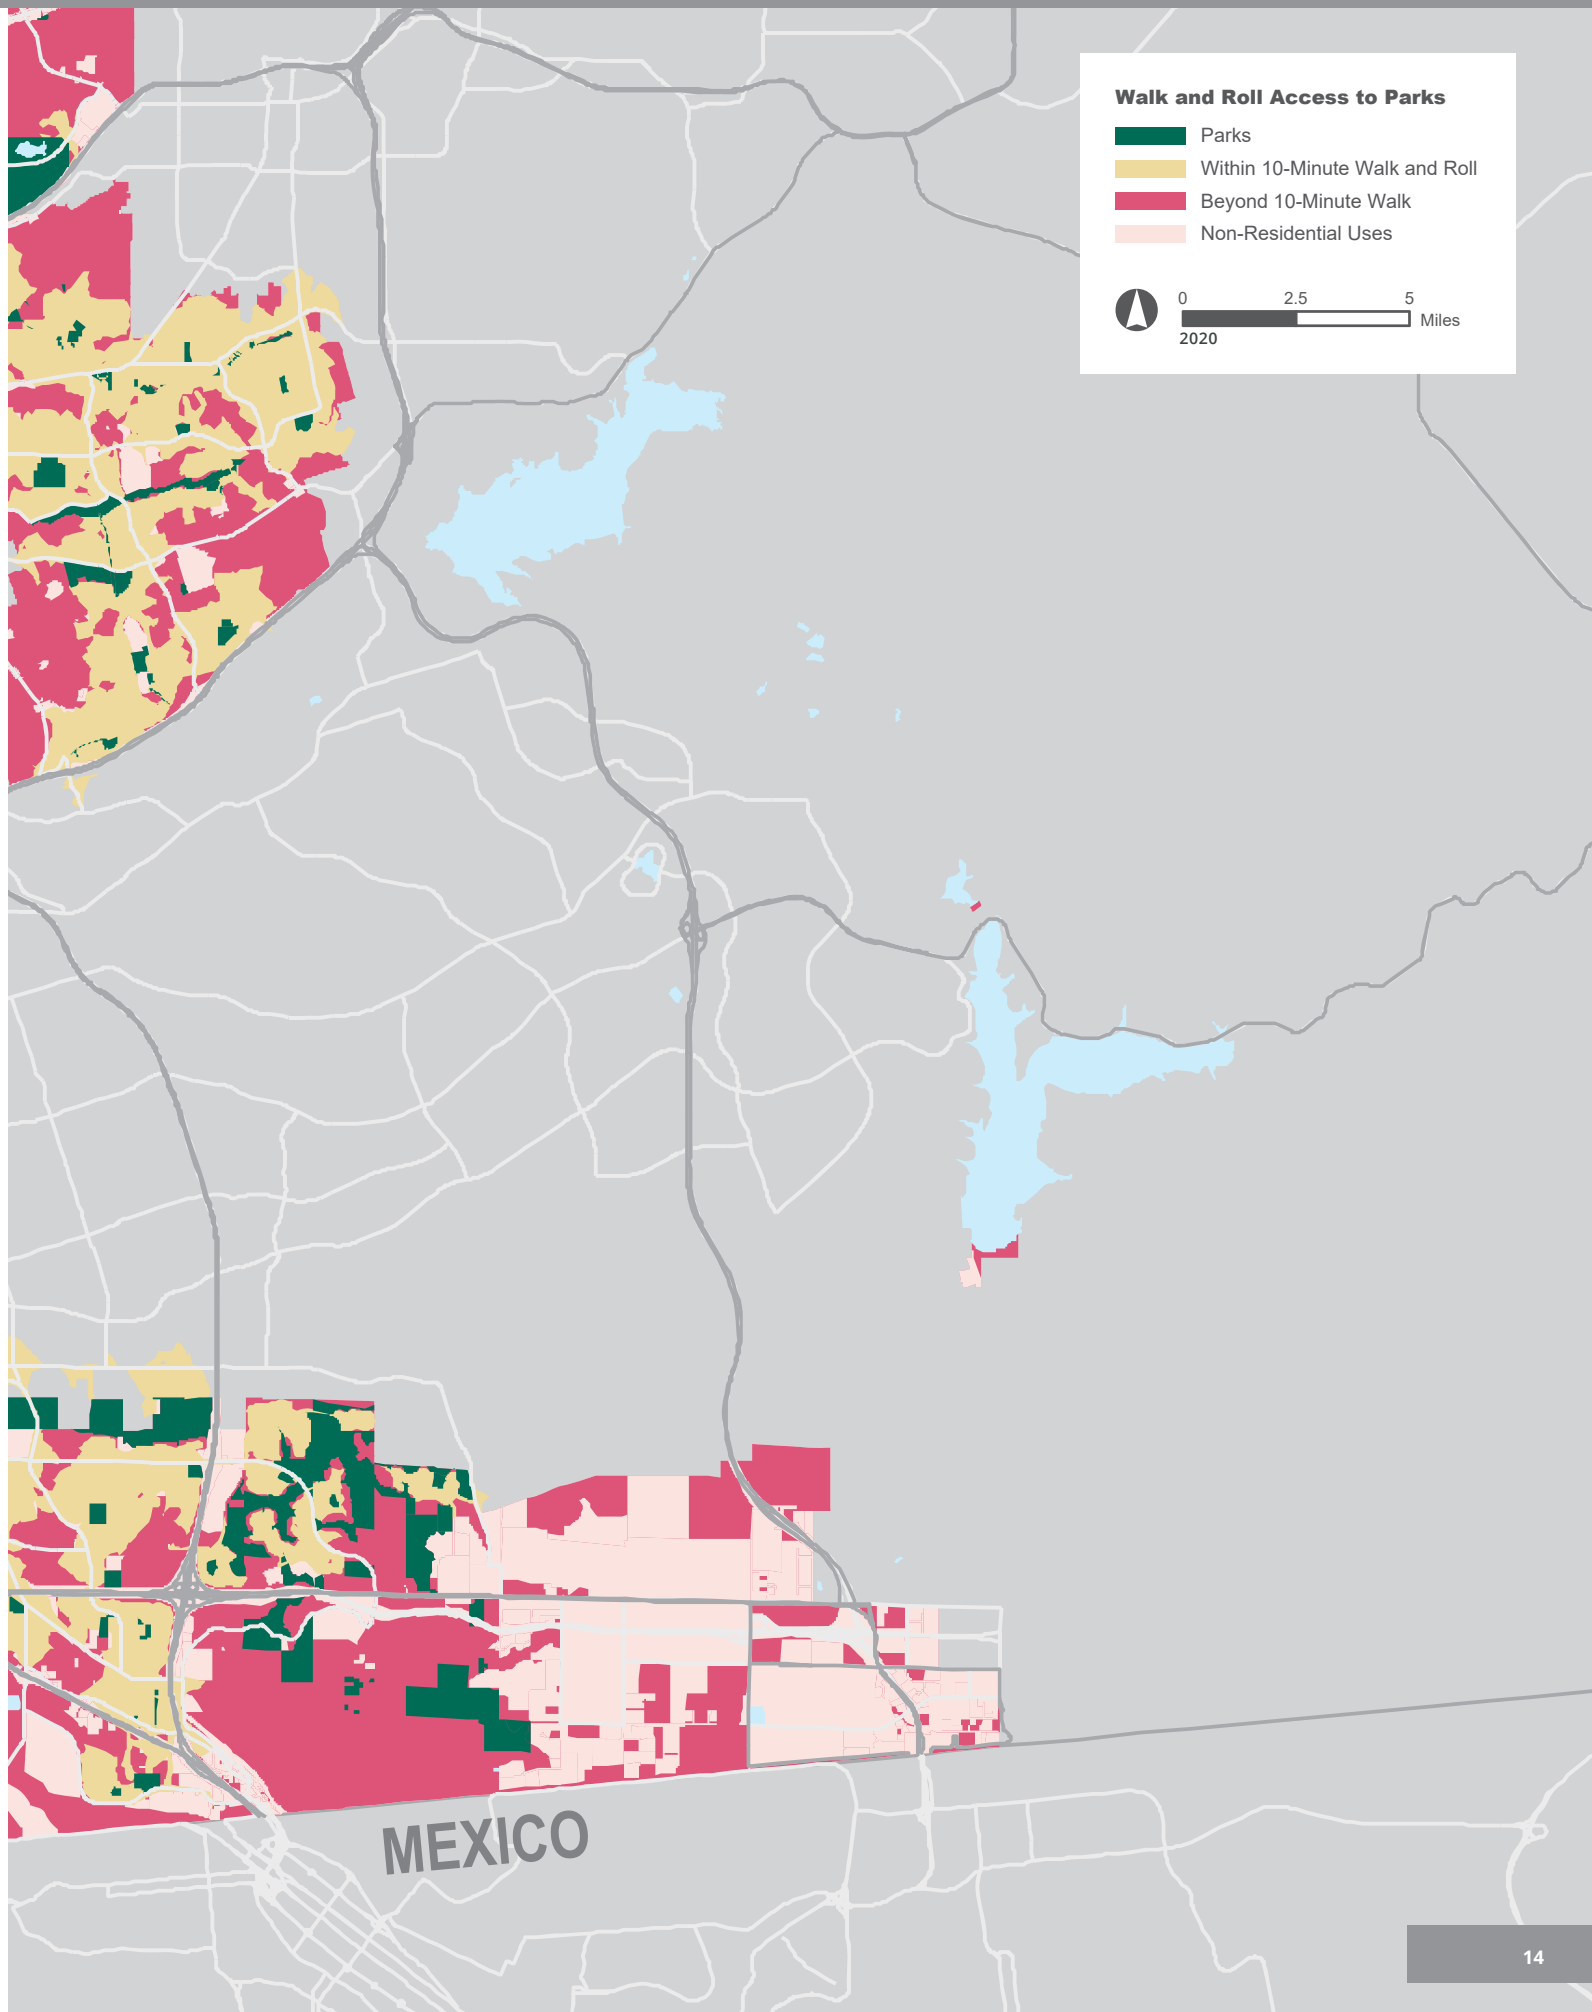 Walk and Roll Access to Parks
Parks
Within 10-Minute Walk and Roll
Beyond 10-Minute Walk
Non-Residential Uses
0 2.5 5
Miles
2020
MEXICO
14